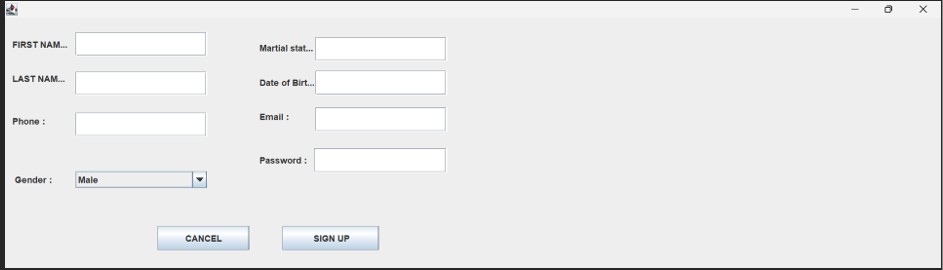 FIRST NAM...
LAST NAM...
Phone :
Gender :
Male
Martial stat...
Date of Birt...
Email :
Password :
CANCEL
SIGN UP